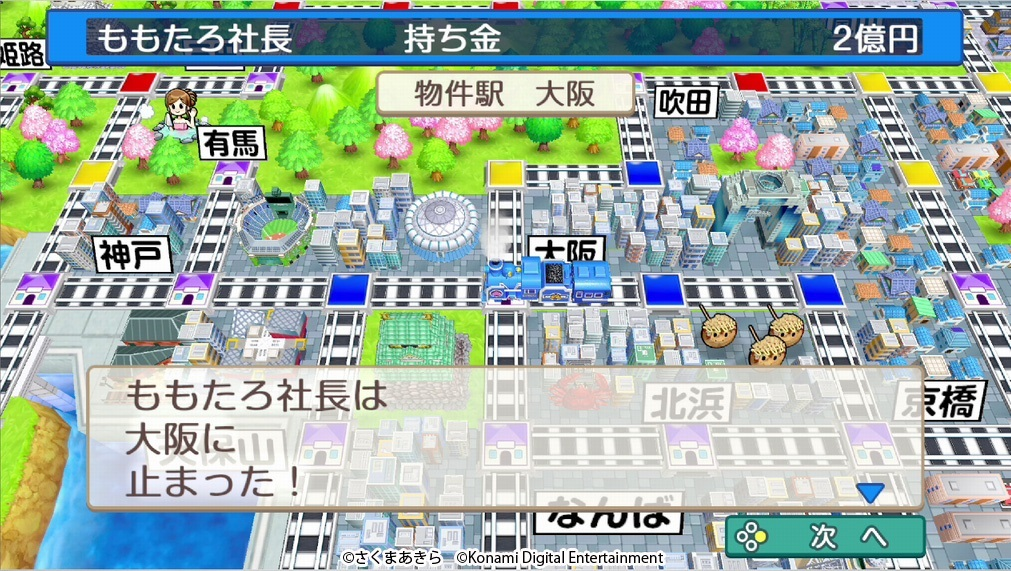 ももたろ社長 持ち金 2億円
姫路
物件駅 大阪
吹田
有馬
神戸
大阪
ももたろ社長は
大阪に
止まった！
北浜
京橋
なんば
次へ
©さくまあきら ©Konami Digital Entertainment